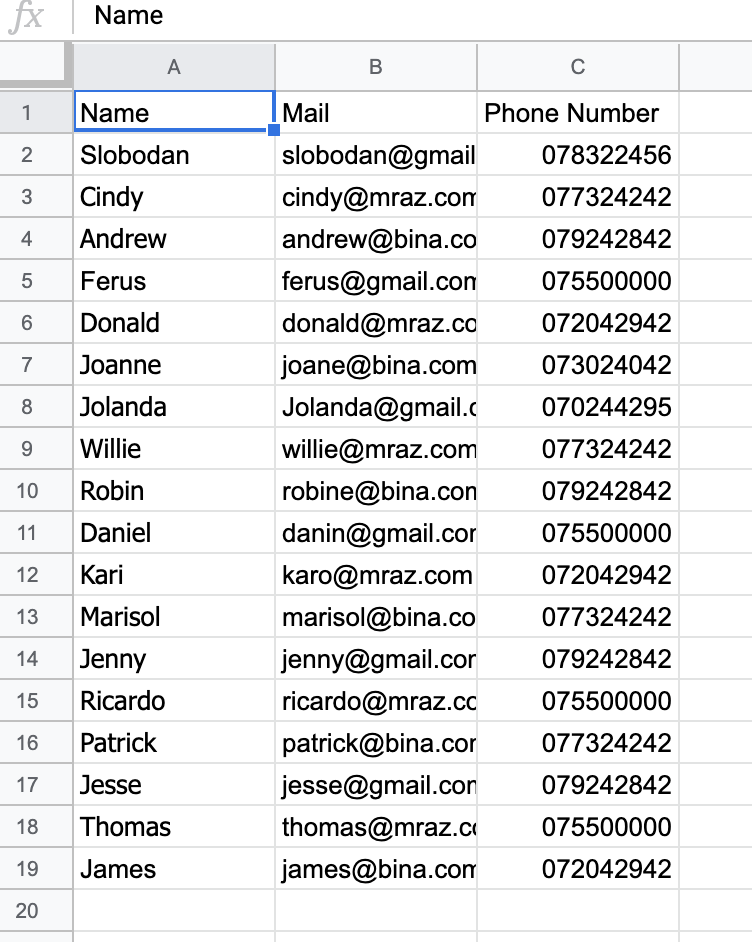 fx Name
A B C
1 Name Mail Phone Number
2 Slobodan slobodan@gmail 078322456
3 Cindy cindy@mraz.com 077324242
4 Andrew andrew@bina.co 079242842
5 Ferus ferus@gmail.com 075500000
6 Donald donald@mraz.co 072042942
7 Joanne joane@bina.com 073024042
8 Jolanda Jolanda@gmail.c 070244295
9 Willie willie@mraz.com 077324242
10 Robin robine@bina.com 079242842
11 Daniel danin@gmail.com 075500000
12 Kari karo@mraz.com 072042942
13 Marisol marisol@bina.co 077324242
14 Jenny jenny@gmail.com 079242842
15 Ricardo ricardo@mraz.co 075500000
16 Patrick patrick@bina.com 077324242
17 Jesse jesse@gmail.com 079242842
18 Thomas thomas@mraz.co 075500000
19 James james@bina.com 072042942
20